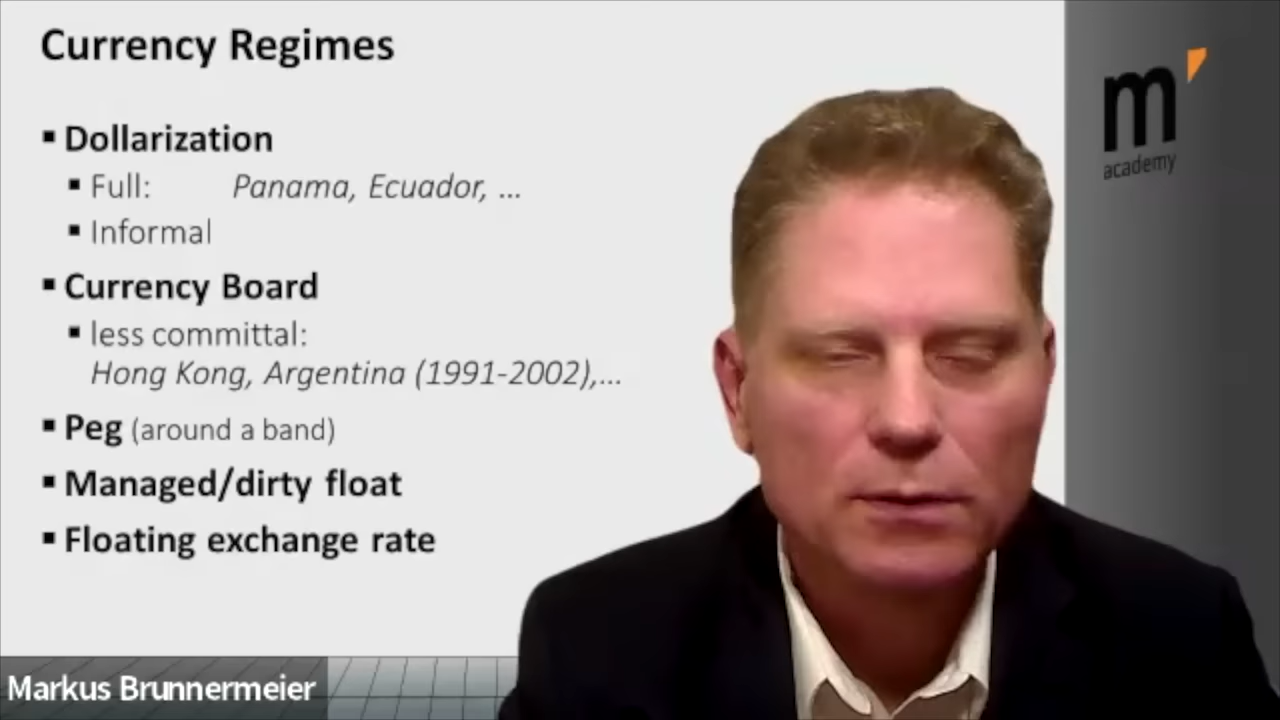 Currency Regimes
▪ Dollarization
▪ Full: Panama, Ecuador, ...
▪ Informal
▪ Currency Board
▪ less committal:
Hong Kong, Argentina (1991-2002),...
▪ Peg (around a band)
▪ Managed/dirty float
▪ Floating exchange rate
m
academy
Markus Brunnermeier